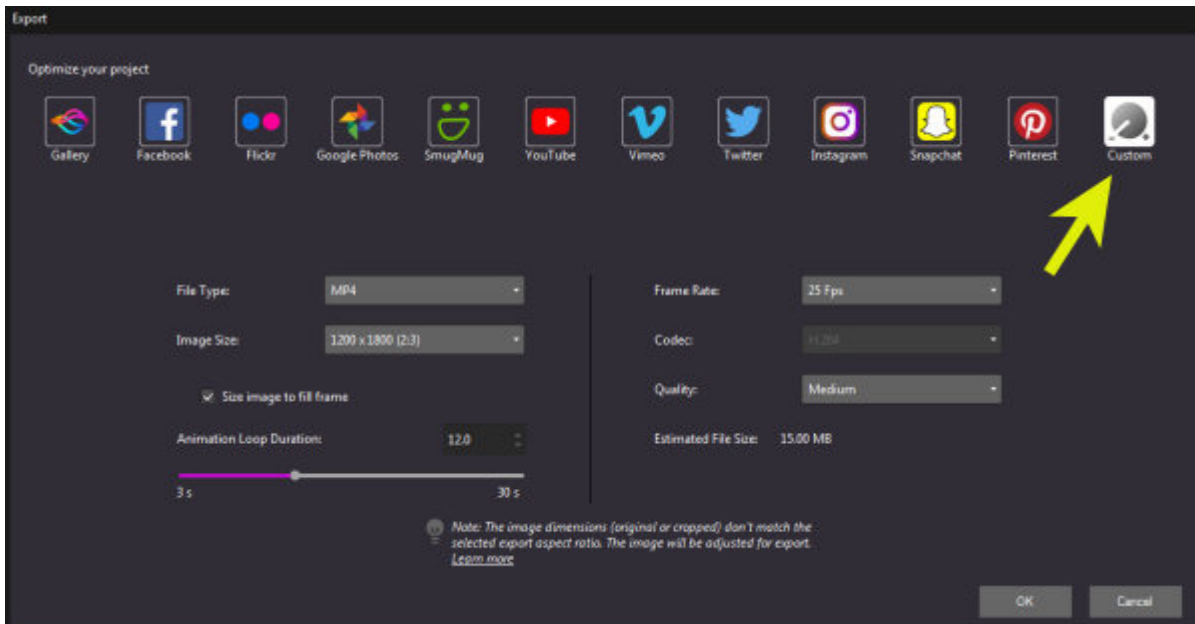 Export
Optimize your project
Gallery
Facebook
Flickr
Google Photos
SmugMug
YouTube
Vimeo
Twitter
Instagram
Snapchat
Pinterest
Custom
File Type:
MP4
Image Size:
1200 x 1800 (2:3)
Size image to fill frame
Animation Loop Duration:
12.0
3 s
30 s
Frame Rate:
25 Fps
Codec:
H.264
Quality:
Medium
Estimated File Size:
15.00 MB
Note: The image dimensions (original or cropped) don't match the
selected export aspect ratio. The image will be adjusted for export.
Learn more
OK
Cancel